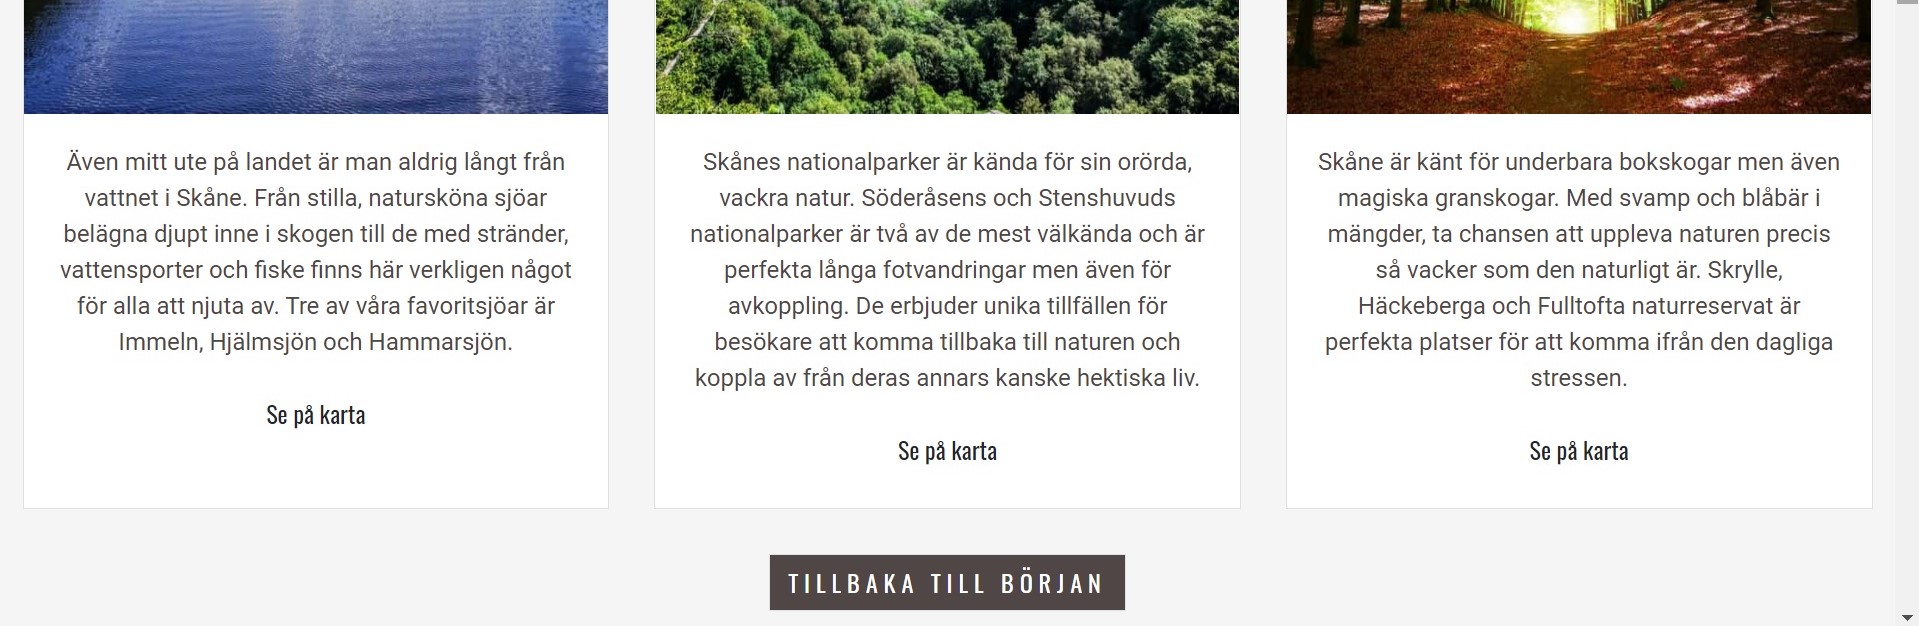 Även mitt ute på landet är man aldrig långt från
vattnet i Skåne. Från stilla, natursköna sjöar
belägna djupt inne i skogen till de med stränder,
vattensporter och fiske finns här verkligen något
för alla att njuta av. Tre av våra favoritsjöar är
Immeln, Hjälmsjön och Hammarsjön.
Se på karta
Skånes nationalparker är kända för sin orörda,
vackra natur. Söderåsens och Stenshuvuds
nationalparker är två av de mest välkända och är
perfekta långa fotvandringar men även för
avkoppling. De erbjuder unika tillfällen för
besökare att komma tillbaka till naturen och
koppla av från deras annars kanske hektiska liv.
Se på karta
Skåne är känt för underbara bokskogar men även
magiska granskogar. Med svamp och blåbär i
mängder, ta chansen att uppleva naturen precis
så vacker som den naturligt är. Skrylle,
Häckeberga och Fulltofta naturreservat är
perfekta platser för att komma ifrån den dagliga
stressen.
Se på karta
TILLBAKA TILL BÖRJAN